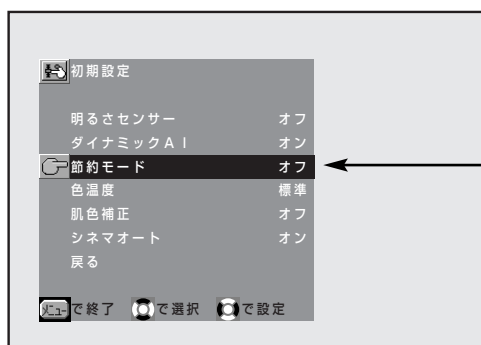 初期設定
明るさセンサー オフ
ダイナミックAI オン
節約モード オフ
色温度 標準
肌色補正 オフ
シネマオート オン
戻る
メニューで終了 で選択 で設定